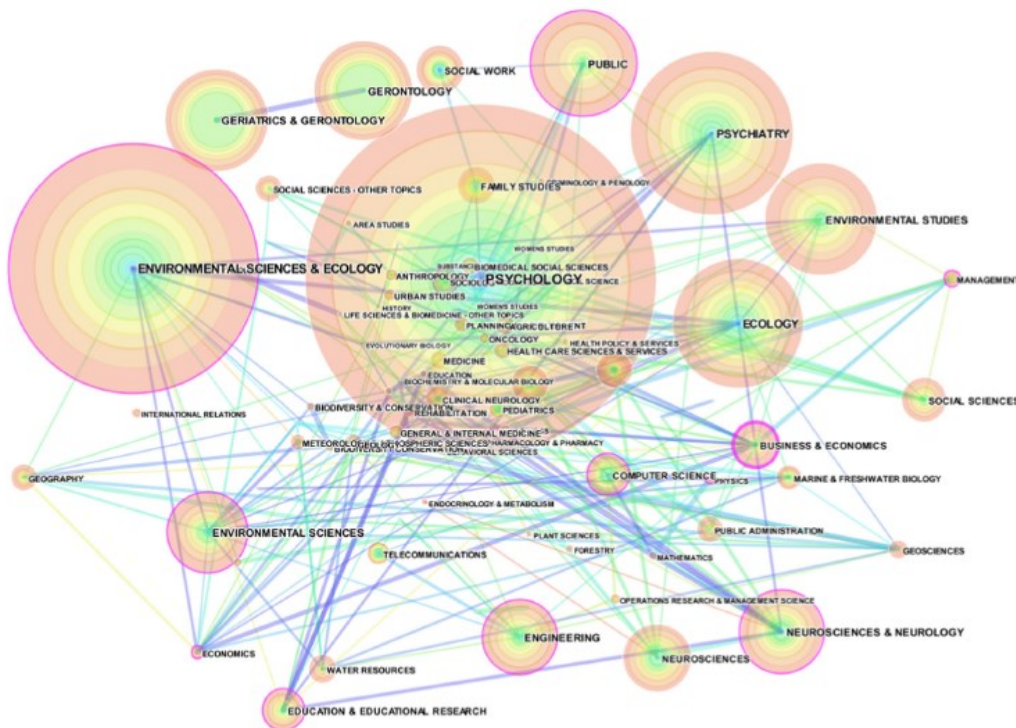 PUBLIC
SOCIAL WORK
GERONTOLOGY
GERIATRICS & GERONTOLOGY
PSYCHIATRY
SOCIAL SCIENCES - OTHER TOPICS
FAMILY STUDIES
AREA STUDIES
ENVIRONMENTAL STUDIES
WOMENS STUDIES
ENVIRONMENTAL SCIENCES & ECOLOGY
BIOMEDICAL SOCIAL SCIENCES
ANTHROPOLOGY
PSYCHOLOGY
MANAGEMENT
URBAN STUDIES
HISTORY
WOMENS STUDIES
LIFE SCIENCES & BIOMEDICINE - OTHER TOPICS
PLANNING
ECOLOGY
ONCOLOGY
HEALTH POLICY & SERVICES
EVOLUTIONARY BIOLOGY
HEALTH CARE SCIENCES & SERVICES
MEDICINE
EDUCATION
BIOCHEMISTRY & MOLECULAR BIOLOGY
CLINICAL NEUROLOGY
SOCIAL SCIENCES
BIODIVERSITY & CONSERVATION
PEDIATRICS
INTERNATIONAL RELATIONS
REHABILITATION
GENERAL & INTERNAL MEDICINE
BUSINESS & ECONOMICS
PHARMACOLOGY & PHARMACY
BEHAVIORAL SCIENCES
GEOGRAPHY
COMPUTER SCIENCE
PHYSICS
MARINE & FRESHWATER BIOLOGY
ENDOCRINOLOGY & METABOLISM
ENVIRONMENTAL SCIENCES
PLANT SCIENCES
PUBLIC ADMINISTRATION
TELECOMMUNICATIONS
FORESTRY
MATHEMATICS
GEOSCIENCES
OPERATIONS RESEARCH & MANAGEMENT SCIENCE
ENGINEERING
NEUROSCIENCES & NEUROLOGY
ECONOMICS
WATER RESOURCES
NEUROSCIENCES
EDUCATION & EDUCATIONAL RESEARCH